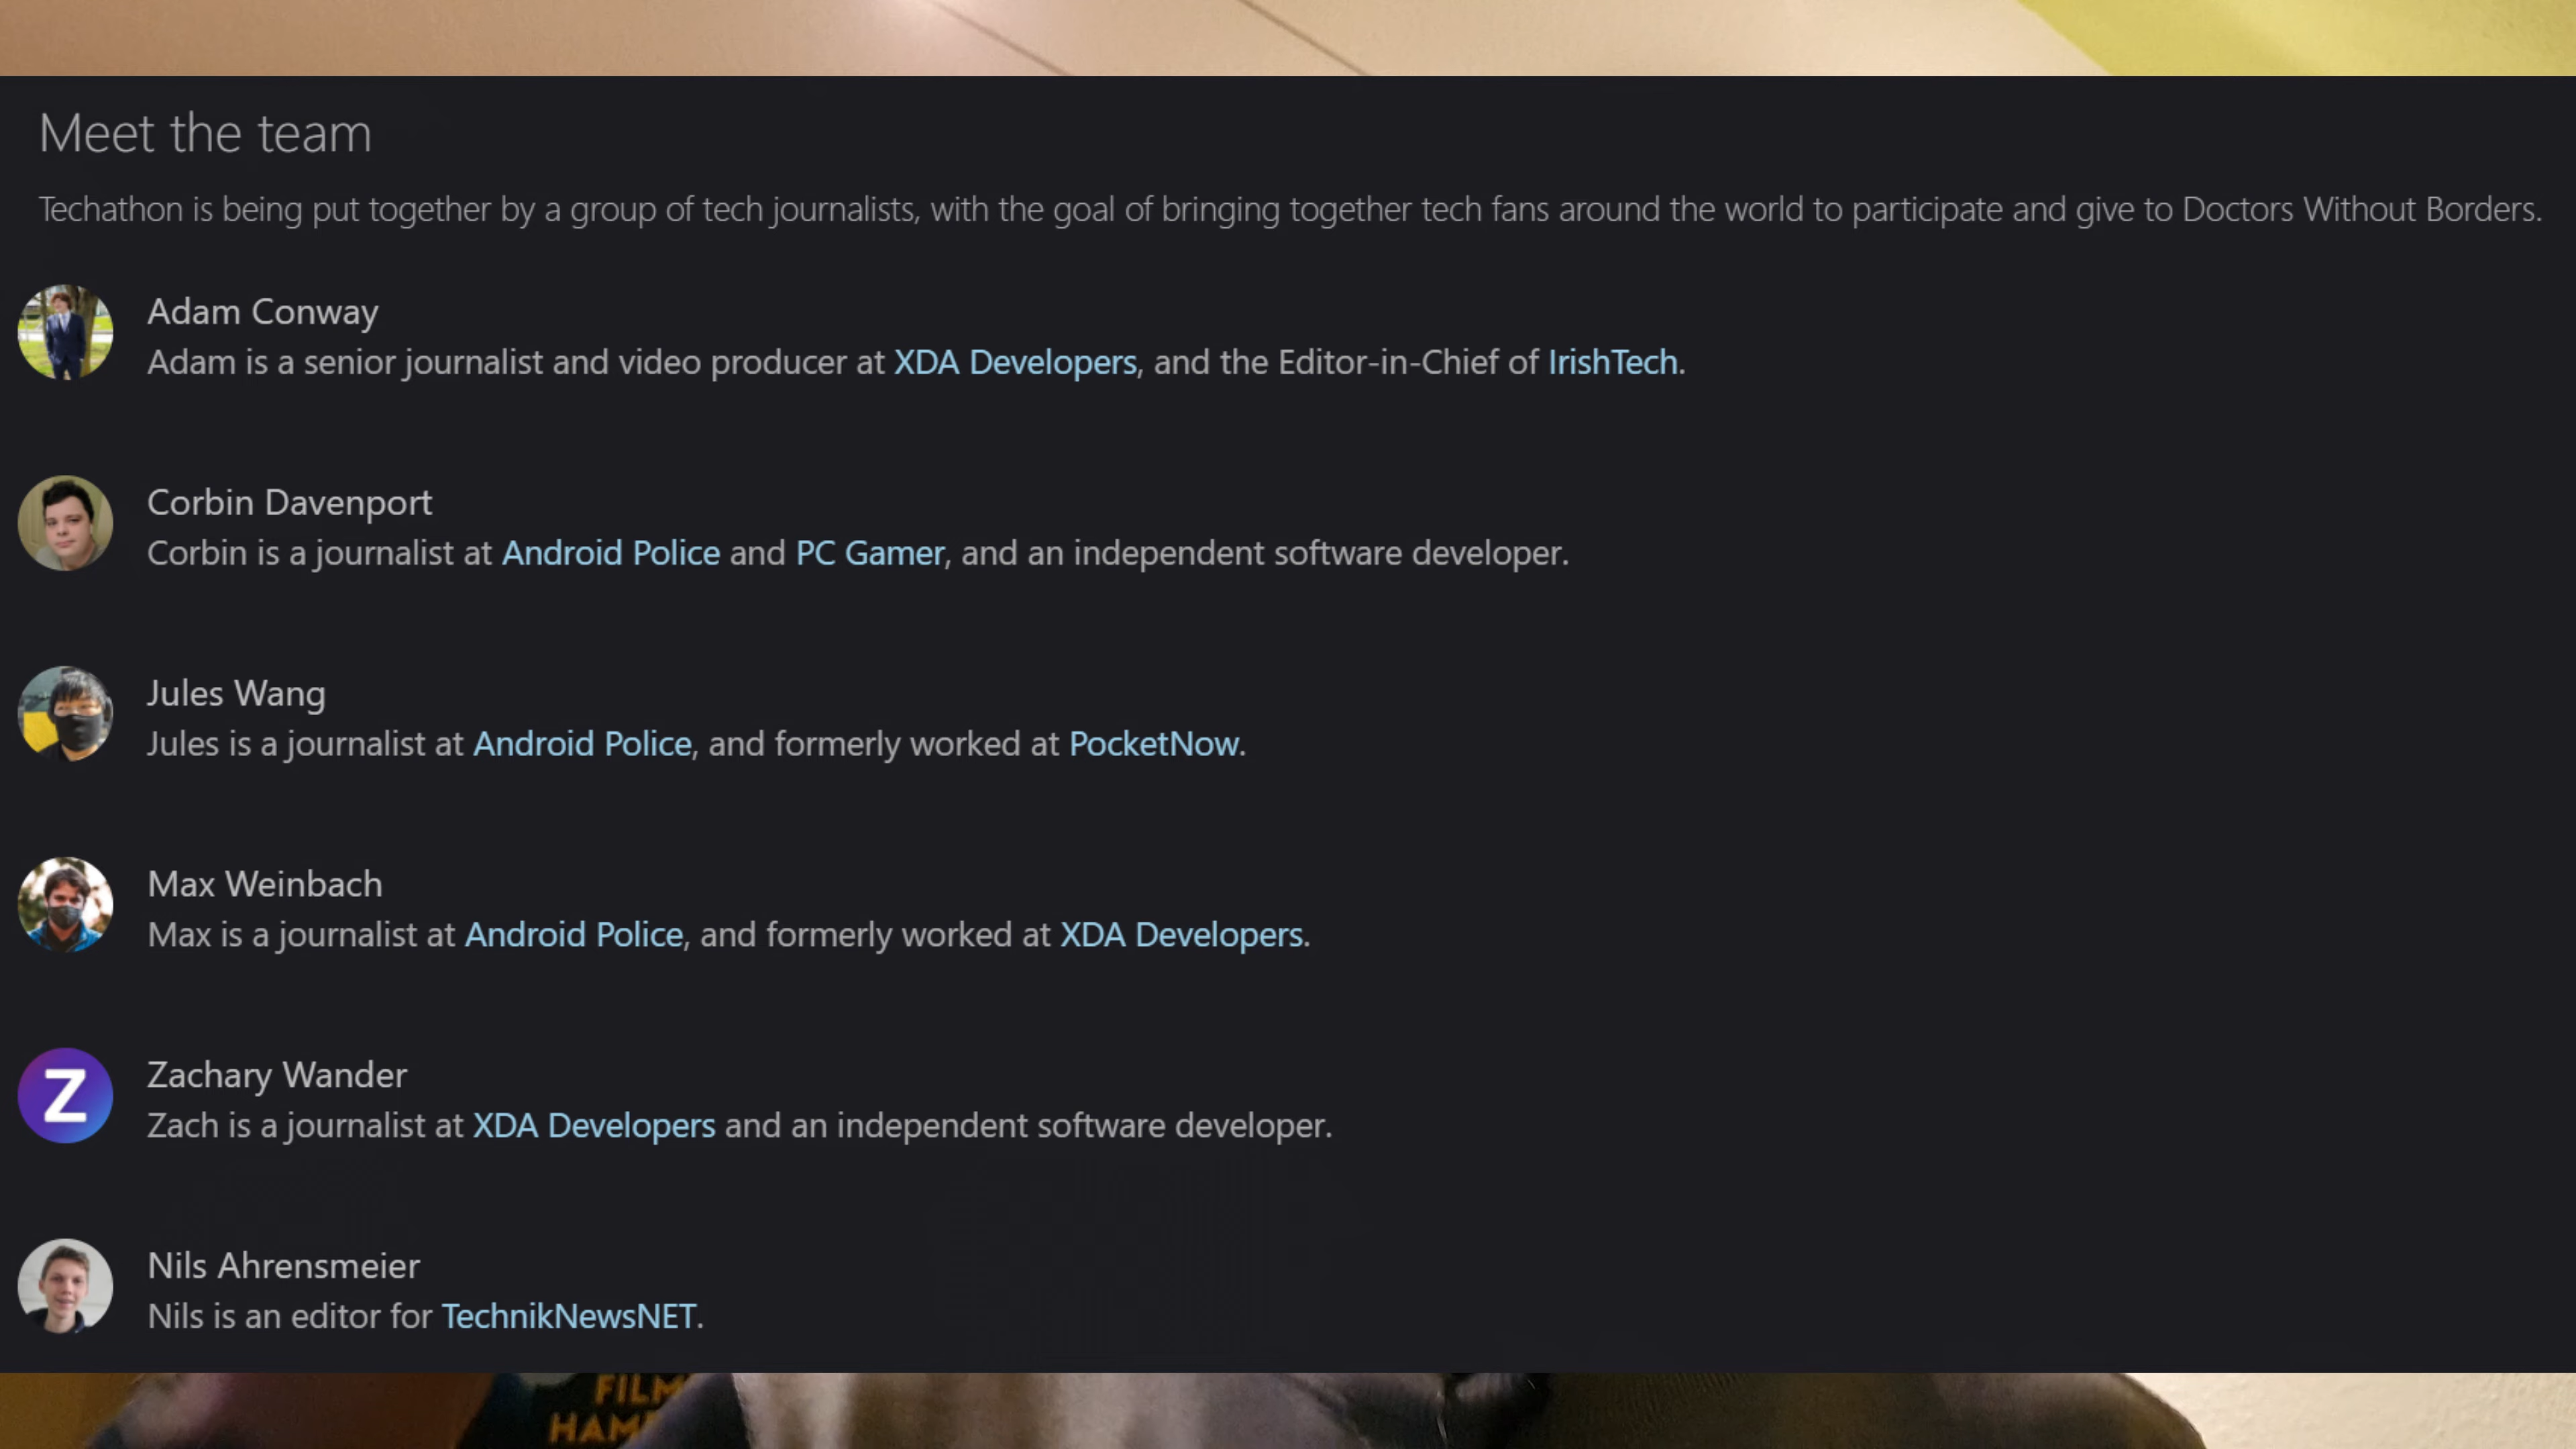 Meet the team
Techathon is being put together by a group of tech journalists, with the goal of bringing together tech fans around the world to participate and give to Doctors Without Borders.
Adam Conway
Adam is a senior journalist and video producer at XDA Developers, and the Editor-in-Chief of IrishTech.
Corbin Davenport
Corbin is a journalist at Android Police and PC Gamer, and an independent software developer.
Jules Wang
Jules is a journalist at Android Police, and formerly worked at PocketNow.
Max Weinbach
Max is a journalist at Android Police, and formerly worked at XDA Developers.
Z
Zachary Wander
Zach is a journalist at XDA Developers and an independent software developer.
Nils Ahrensmeier
Nils is an editor for TechnikNewsNET.
FILM